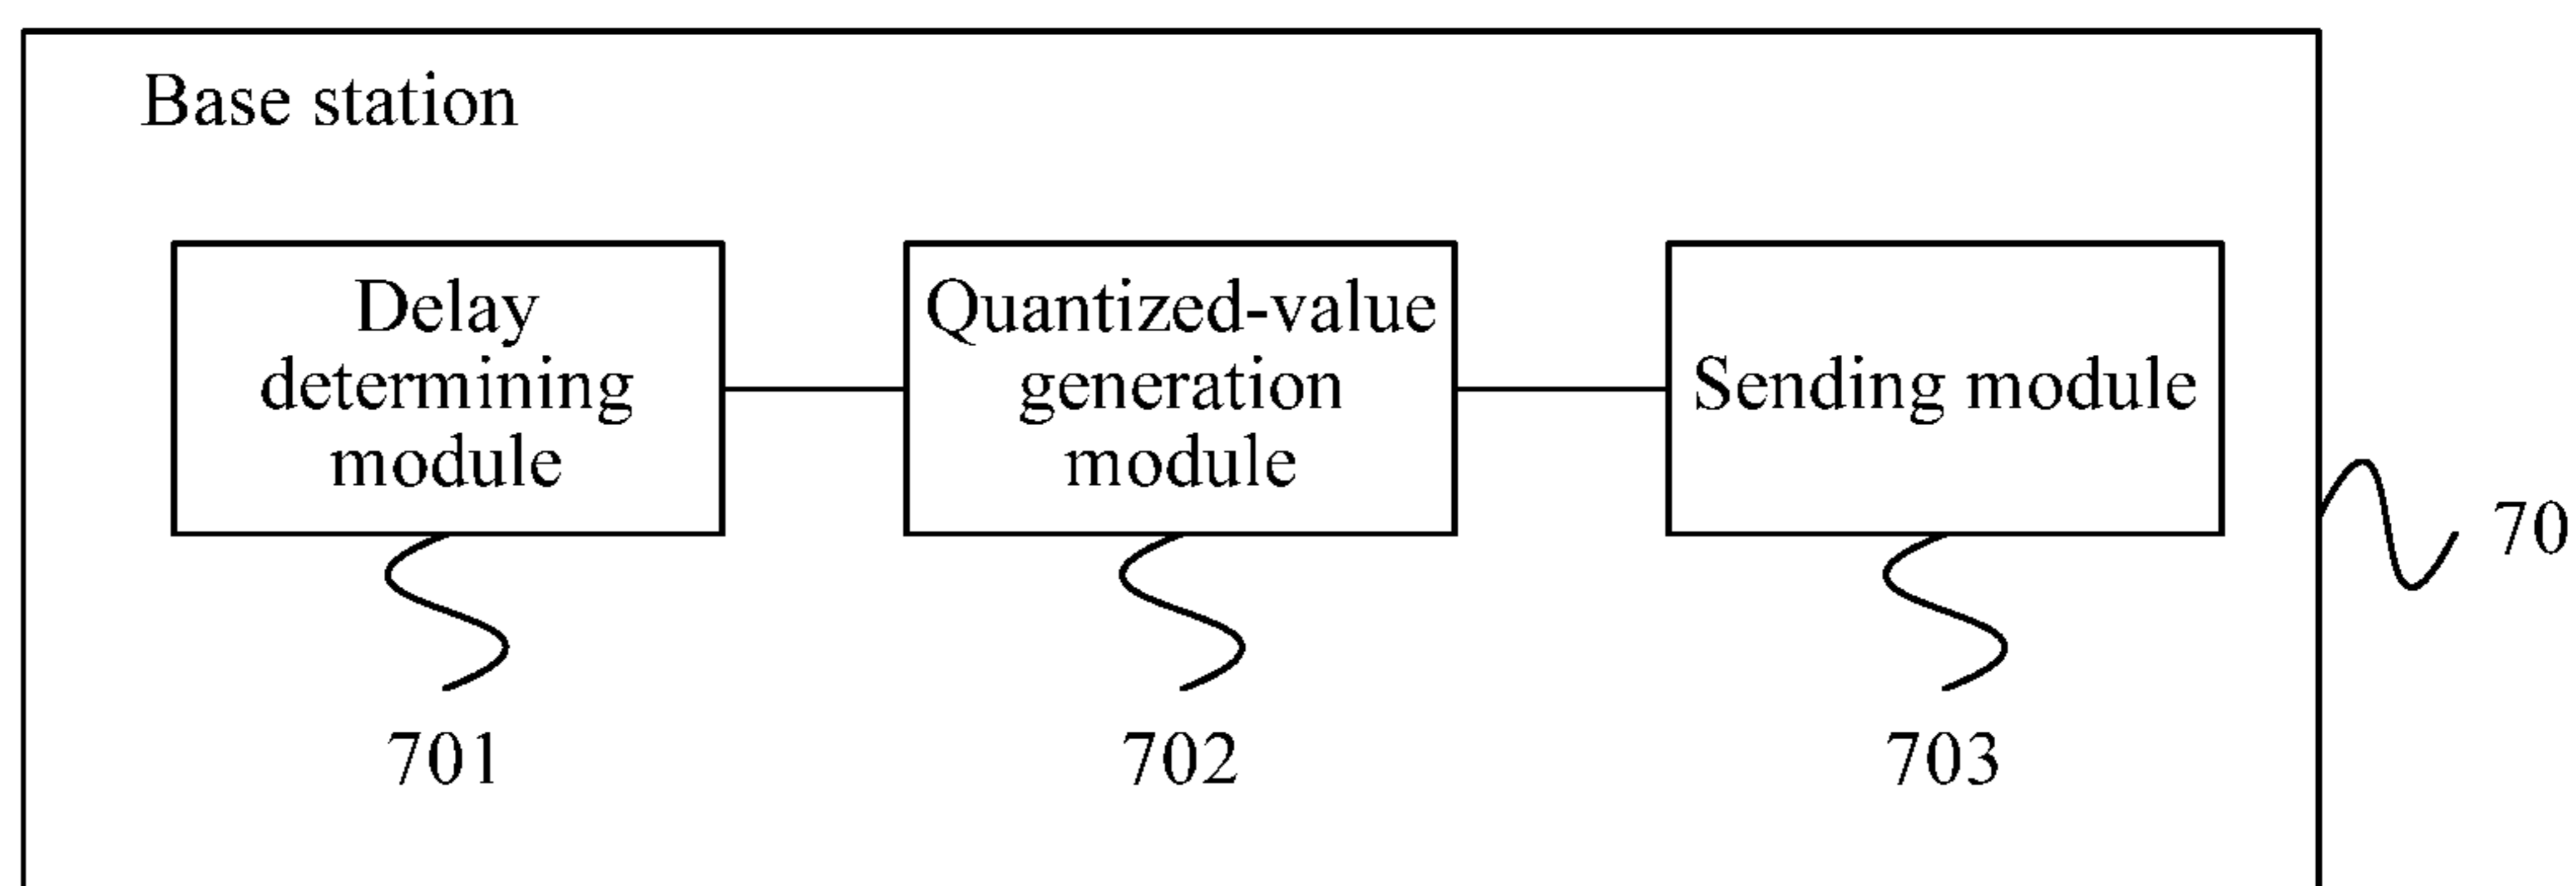 Base station
Delay
determining
module
Quantized-value
generation
module
Sending module
70
701
702
703